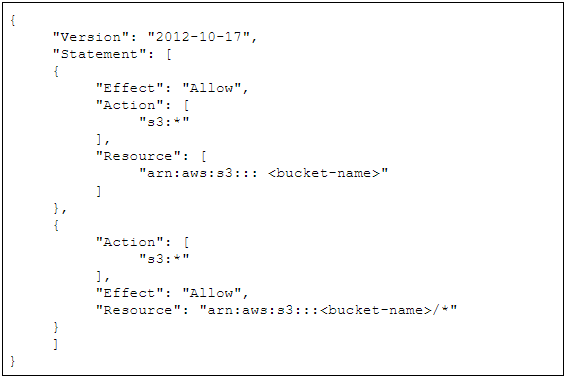 {
"Version": "2012-10-17",
"Statement": [
{
"Effect": "Allow",
"Action": [
"s3:*"
],
"Resource": [
"arn:aws:s3::: <bucket-name>"
]
},
{
"Action": [
"s3:*"
],
"Effect": "Allow",
"Resource": "arn:aws:s3:::<bucket-name>/*"
}
]
}